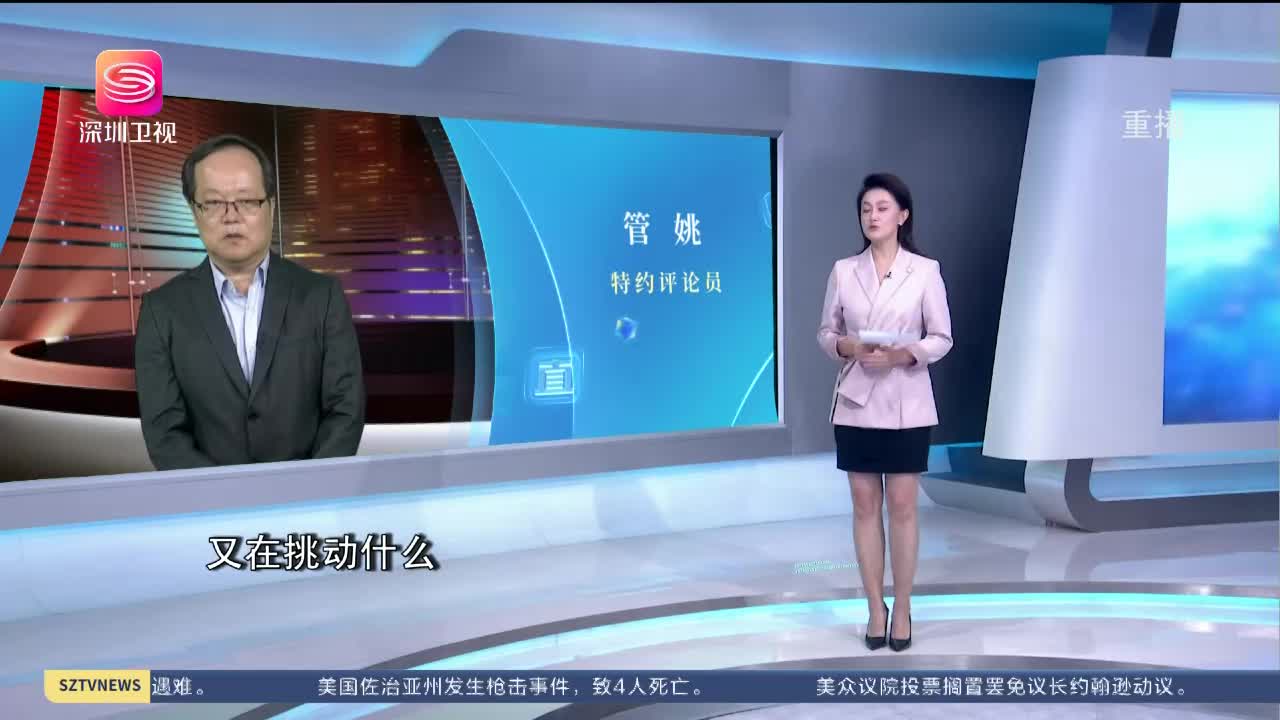 深圳卫视
重播
管 姚
特约评论员
直
又在挑动什么
SZTVNEWS 遇难。 美国佐治亚州发生枪击事件，致4人死亡。 美众议院投票搁置罢免议长约翰逊动议。